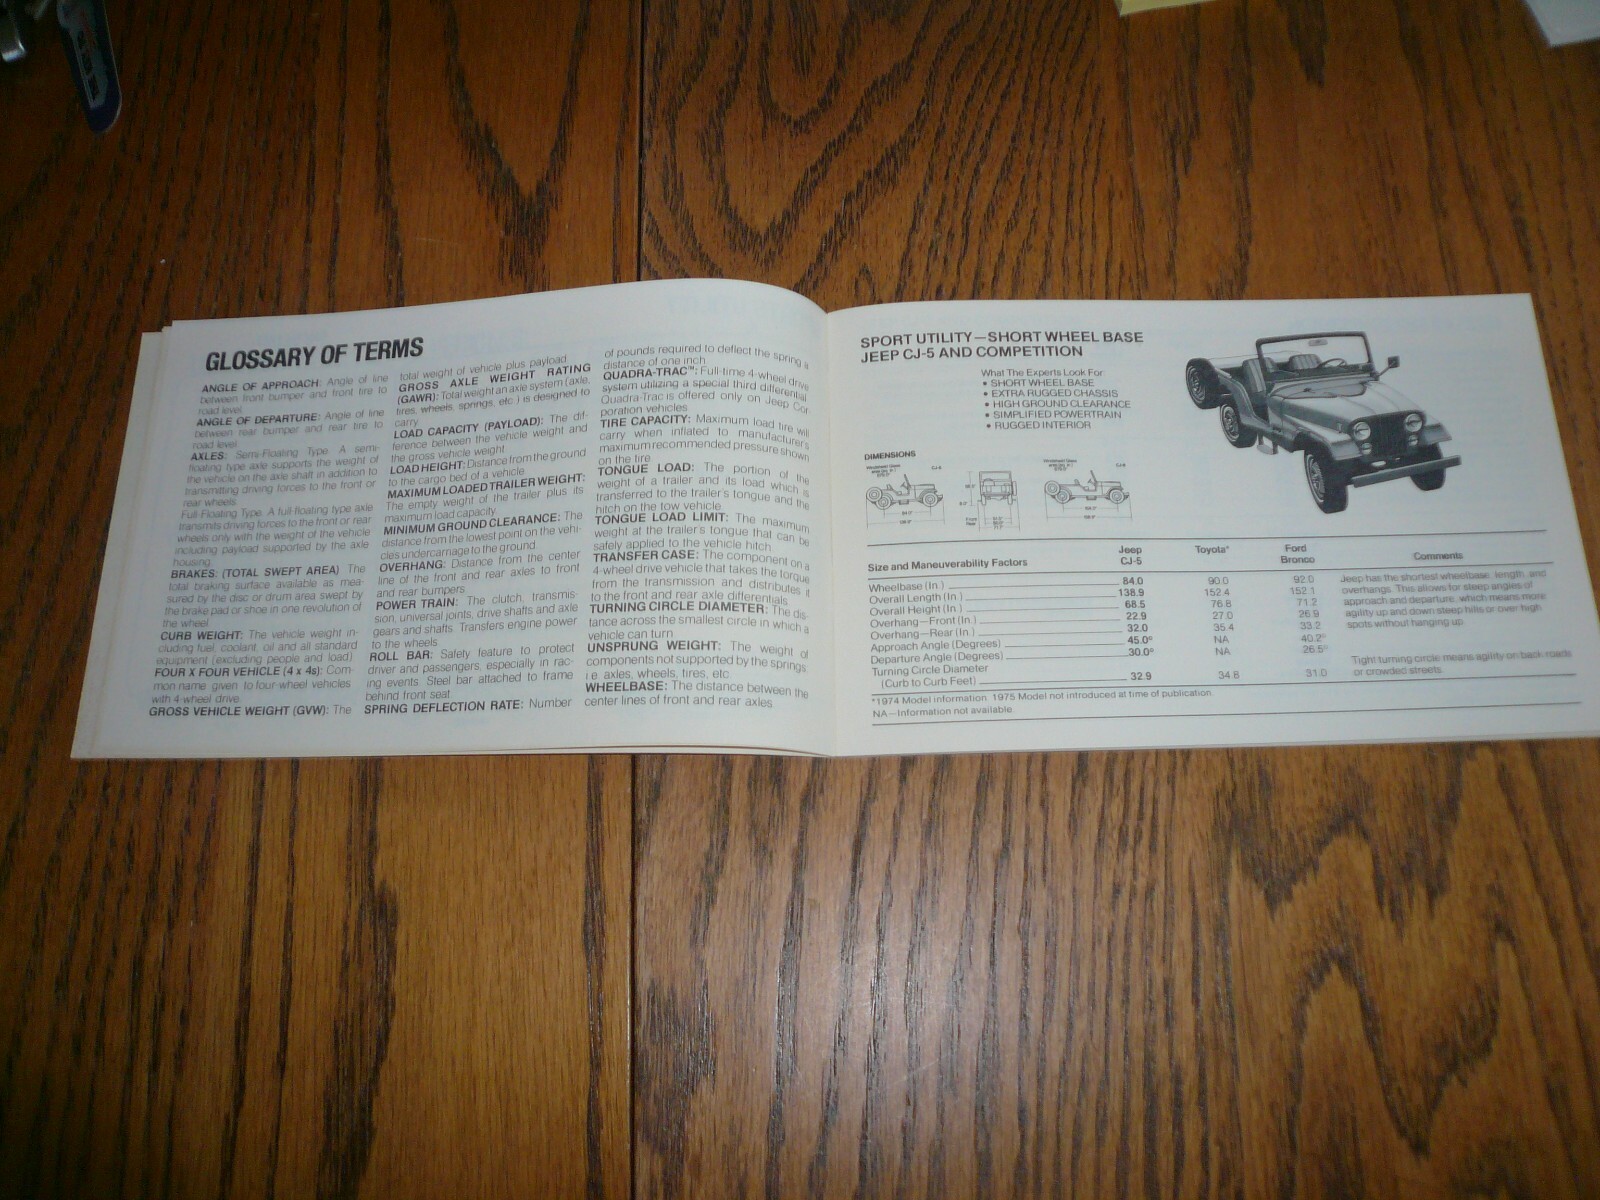 GLOSSARY OF TERMS
ANGLE OF APPROACH: Angle of line
between front bumper and front tire to
road level.
ANGLE OF DEPARTURE: Angle of line
between rear bumper and rear tire to
road level.
AXLES: Semi-Floating Type. A semi-
floating type axle supports the weight of
the vehicle on the axle shaft in addition to
transmitting driving forces to the front or
rear wheels.
Full-Floating Type. A full floating type axle
transmits driving forces to the front or rear
wheels only with the weight of the vehicle
including payload supported by the axle
housing.
BRAKES: (TOTAL SWEPT AREA) The
total braking surface available as mea-
sured by the disc or drum area swept by
the brake pad or shoe in one revolution of
the wheel.
CURB WEIGHT: The vehicle weight in-
cluding fuel, coolant, oil and all standard
equipment (excluding people and load)
FOUR X FOUR VEHICLE (4 x 4s): Com-
mon name given to four-wheel vehicles
with 4-wheel drive.
GROSS VEHICLE WEIGHT (GVW): The
total weight of vehicle plus payload.
GROSS AXLE WEIGHT RATING
(GAWR): Total weight an axle system (axle,
tires, wheels, springs, etc.) is designed to
carry.
LOAD CAPACITY (PAYLOAD): The dif-
ference between the vehicle weight and
the gross vehicle weight.
LOAD HEIGHT: Distance from the ground
to the cargo bed of a vehicle.
MAXIMUM LOADED TRAILER WEIGHT:
The empty weight of the trailer plus its
maximum load capacity.
MINIMUM GROUND CLEARANCE: The
distance from the lowest point on the vehi-
cles undercarriage to the ground.
OVERHANG: Distance from the center
line of the front and rear axles to front
and rear bumpers.
POWER TRAIN: The clutch, transmis-
sion, universal joints, drive shafts and axle
gears and shafts. Transfers engine power
to the wheels.
ROLL BAR: Safety feature to protect
driver and passengers, especially in rac-
ing events. Steel bar attached to frame
behind front seat.
SPRING DEFLECTION RATE: Number
of pounds required to deflect the spring a
distance of one inch.
QUADRA-TRAC™: Full-time 4-wheel drive
system utilizing a special third differential.
Quadra-Trac is offered only on Jeep Cor-
poration vehicles.
TIRE CAPACITY: Maximum load tire will
carry when inflated to manufacturer's
maximum recommended pressure shown
on the tire.
TONGUE LOAD: The portion of the
weight of a trailer and its load which is
transferred to the trailer's tongue and the
hitch on the tow vehicle.
TONGUE LOAD LIMIT: The maximum
weight at the trailer's tongue that can be
safely applied to the vehicle hitch.
TRANSFER CASE: The component on a
4-wheel drive vehicle that takes the torque
from the transmission and distributes it
to the front and rear axle differentials.
TURNING CIRCLE DIAMETER: The dis-
tance across the smallest circle in which a
vehicle can turn.
UNSPRUNG WEIGHT: The weight of
components not supported by the springs,
i.e. axles, wheels, tires, etc.
WHEELBASE: The distance between the
center lines of front and rear axles.
SPORT UTILITY—SHORT WHEEL BASE
JEEP CJ-5 AND COMPETITION
What The Experts Look For:
• SHORT WHEEL BASE
• EXTRA RUGGED CHASSIS
• HIGH GROUND CLEARANCE
• SIMPLIFIED POWERTRAIN
• RUGGED INTERIOR
DIMENSIONS
Size and Maneuverability Factors Jeep CJ-5 Toyota* Ford Bronco Comments
Wheelbase (In.) 84.0 90.0 92.0
Overall Length (In.) 138.9 152.4 152.1
Overall Height (In.) 68.5 76.8 71.2
Overhang—Front (In.) 22.9 27.0 26.9
Overhang—Rear (In.) 32.0 35.4 33.2
Approach Angle (Degrees) 45.0° NA 40.2°
Departure Angle (Degrees) 30.0° NA 26.5°
Turning Circle Diameter
(Curb to Curb Feet) 32.9 34.8 31.0
Jeep has the shortest wheelbase, length, and
overhangs. This allows for steep angles of
approach and departure, which means more
agility up and down steep hills or over high
spots without hanging up.
Tight turning circle means agility on back roads
or crowded streets.
*1974 Model information. 1975 Model not introduced at time of publication.
NA—Information not available.